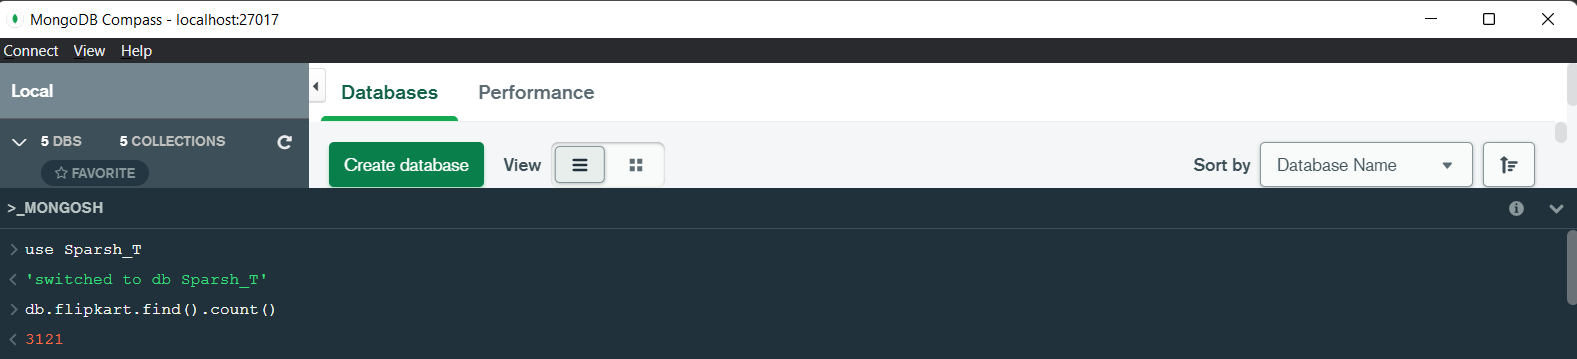 MongoDB Compass - localhost:27017
Connect View Help
Local
Databases Performance
5 DBS 5 COLLECTIONS
FAVORITE
Create database View Sort by Database Name
>_MONGOSH
> use Sparsh_T
< 'switched to db Sparsh_T'
> db.flipkart.find().count()
< 3121